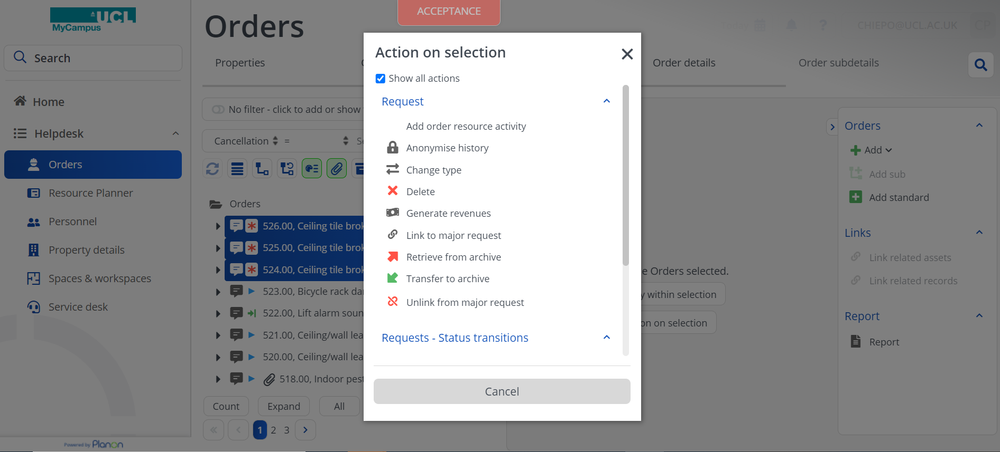 UCL
MyCampus
Search
Home
Helpdesk
Orders
Resource Planner
Personnel
Property details
Spaces & workspaces
Service desk
Powered by Planon
Orders
ACCEPTANCE
Today
CHIEPO@UCL.AC.UK
CP
Properties
Order details
Order subdetails
No filter - click to add or show
Cancellation =
Orders
526.00, Ceiling tile brok
525.00, Ceiling tile brok
524.00, Ceiling tile brok
523.00, Bicycle rack da
522.00, Lift alarm soun
521.00, Ceiling/wall lea
520.00, Ceiling/wall lea
518.00, Indoor pest
Count Expand All
1 2 3
Action on selection
Show all actions
Request
Add order resource activity
Anonymise history
Change type
Delete
Generate revenues
Link to major request
Retrieve from archive
Transfer to archive
Unlink from major request
Requests - Status transitions
Cancel
e Orders selected.
y within selection
on on selection
Orders
Add
Add sub
Add standard
Links
Link related assets
Link related records
Report
Report